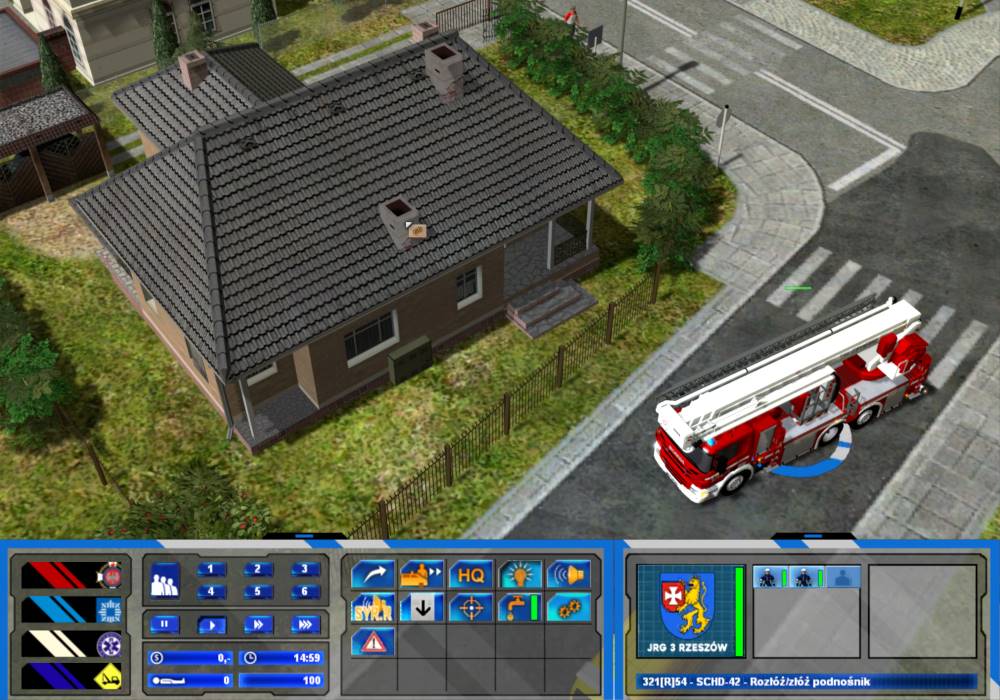 1 2 3
HQ
4 5 6
SYR.N
0,- 14:59
0 100
JRG 3 RZESZÓW
321[R]54 - SCHD-42 - Rozłóż/złóż podnośnik